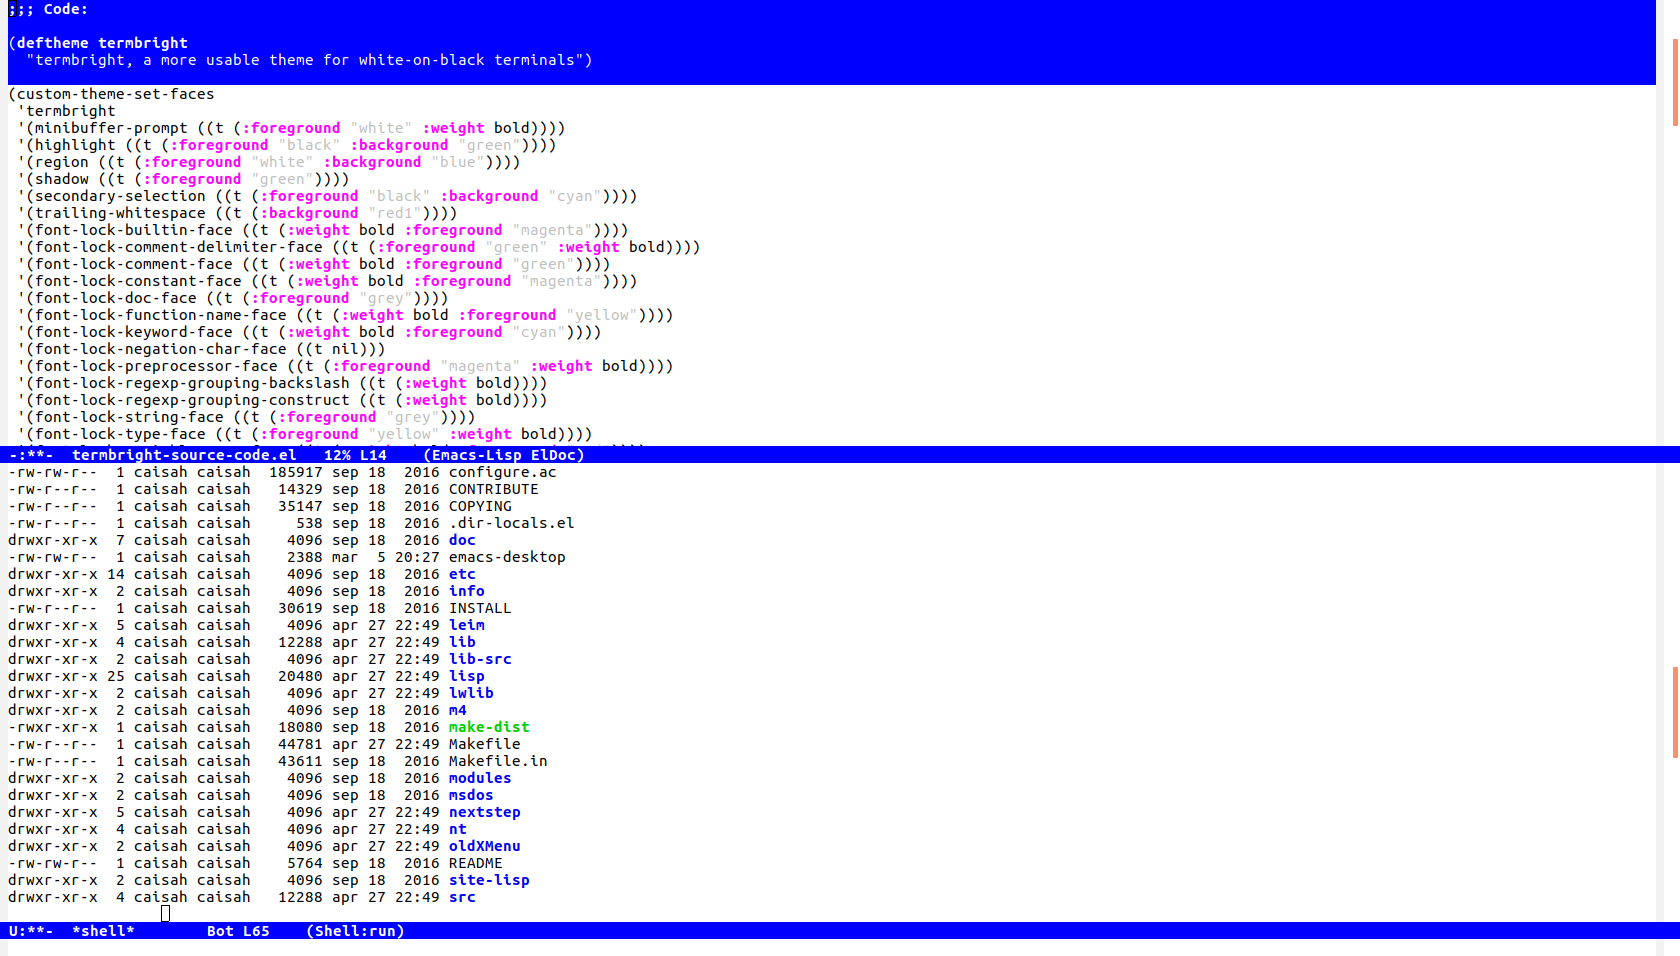 ;;; Code:
(deftheme termbright
  "termbright, a more usable theme for white-on-black terminals")
(custom-theme-set-faces
 'termbright
 '(minibuffer-prompt ((t (:foreground "white" :weight bold))))
 '(highlight ((t (:foreground "black" :background "green"))))
 '(region ((t (:foreground "white" :background "blue"))))
 '(shadow ((t (:foreground "green"))))
 '(secondary-selection ((t (:foreground "black" :background "cyan"))))
 '(trailing-whitespace ((t (:background "red1"))))
 '(font-lock-builtin-face ((t (:weight bold :foreground "magenta"))))
 '(font-lock-comment-delimiter-face ((t (:foreground "green" :weight bold))))
 '(font-lock-comment-face ((t (:weight bold :foreground "green"))))
 '(font-lock-constant-face ((t (:weight bold :foreground "magenta"))))
 '(font-lock-doc-face ((t (:foreground "grey"))))
 '(font-lock-function-name-face ((t (:weight bold :foreground "yellow"))))
 '(font-lock-keyword-face ((t (:weight bold :foreground "cyan"))))
 '(font-lock-negation-char-face ((t nil)))
 '(font-lock-preprocessor-face ((t (:foreground "magenta" :weight bold))))
 '(font-lock-regexp-grouping-backslash ((t (:weight bold))))
 '(font-lock-regexp-grouping-construct ((t (:weight bold))))
 '(font-lock-string-face ((t (:foreground "grey"))))
 '(font-lock-type-face ((t (:foreground "yellow" :weight bold))))
-:**-  termbright-source-code.el   12% L14    (Emacs-Lisp ElDoc)
-rw-rw-r--  1 caisah caisah  185917 sep 18  2016 configure.ac
-rw-r--r--  1 caisah caisah   14329 sep 18  2016 CONTRIBUTE
-rw-r--r--  1 caisah caisah   35147 sep 18  2016 COPYING
-rw-r--r--  1 caisah caisah     538 sep 18  2016 .dir-locals.el
drwxr-xr-x  7 caisah caisah    4096 sep 18  2016 doc
-rw-rw-r--  1 caisah caisah    2388 mar  5 20:27 emacs-desktop
drwxr-xr-x 14 caisah caisah    4096 sep 18  2016 etc
drwxr-xr-x  2 caisah caisah    4096 sep 18  2016 info
-rw-r--r--  1 caisah caisah   30619 sep 18  2016 INSTALL
drwxr-xr-x  5 caisah caisah    4096 apr 27 22:49 leim
drwxr-xr-x  4 caisah caisah   12288 apr 27 22:49 lib
drwxr-xr-x  2 caisah caisah    4096 apr 27 22:49 lib-src
drwxr-xr-x 25 caisah caisah   20480 apr 27 22:49 lisp
drwxr-xr-x  2 caisah caisah    4096 apr 27 22:49 lwlib
drwxr-xr-x  2 caisah caisah    4096 sep 18  2016 m4
-rwxr-xr-x  1 caisah caisah   18080 sep 18  2016 make-dist
-rw-r--r--  1 caisah caisah   44781 apr 27 22:49 Makefile
-rw-r--r--  1 caisah caisah   43611 sep 18  2016 Makefile.in
drwxr-xr-x  2 caisah caisah    4096 sep 18  2016 modules
drwxr-xr-x  2 caisah caisah    4096 sep 18  2016 msdos
drwxr-xr-x  5 caisah caisah    4096 apr 27 22:49 nextstep
drwxr-xr-x  4 caisah caisah    4096 apr 27 22:49 nt
drwxr-xr-x  2 caisah caisah    4096 apr 27 22:49 oldXMenu
-rw-rw-r--  1 caisah caisah    5764 sep 18  2016 README
drwxr-xr-x  2 caisah caisah    4096 sep 18  2016 site-lisp
drwxr-xr-x  4 caisah caisah   12288 apr 27 22:49 src
U:**-  *shell*        Bot L65    (Shell:run)